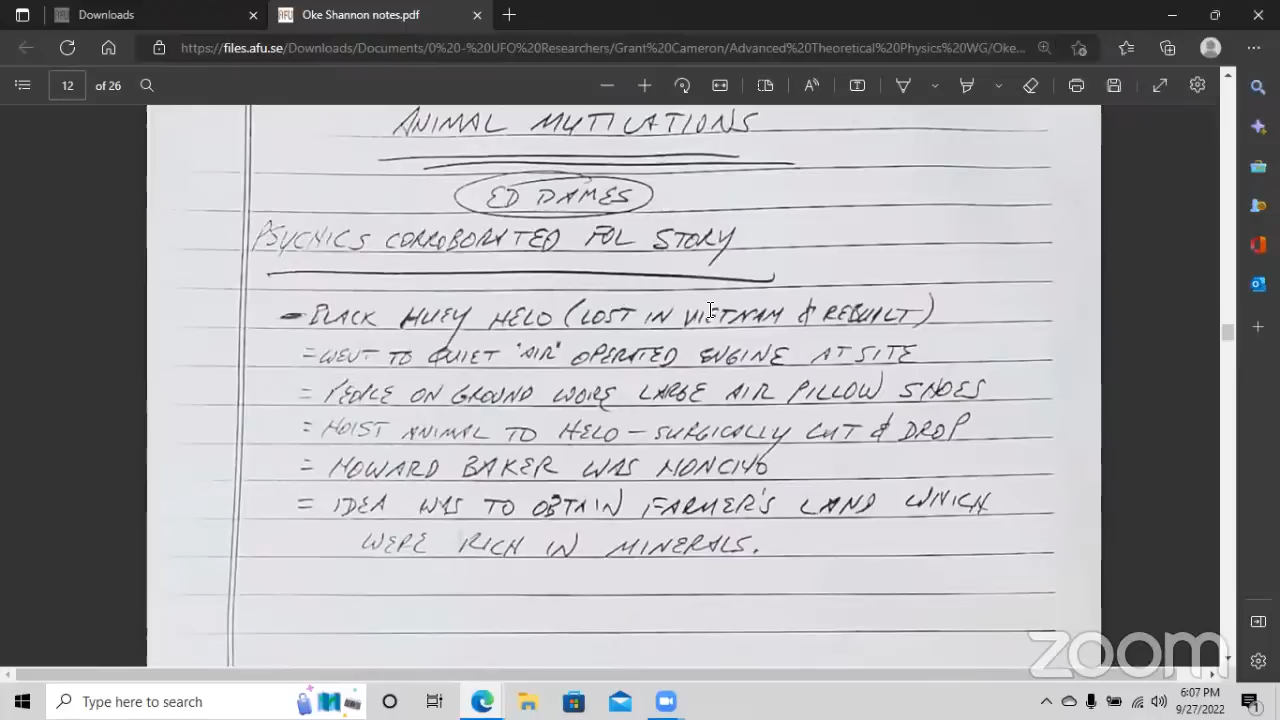 Downloads
Oke Shannon notes.pdf
https://files.afu.se/Downloads/Documents/0%20-%20UFO%20Researchers/Grant%20Cameron/Advanced%20Theoretical%20Physics%20WG/Oke...
12 of 26
ANIMAL MUTILATIONS
ED DAMES
PSYCHICS CORROBORATED FOL STORY
- BLACK HUEY HELO (LOST IN VIETNAM & REBUILT)
= WENT TO QUIET 'AIR' OPERATED ENGINE AT SITE
= PEOPLE ON GROUND WORE LARGE AIR PILLOW SHOES
= HOIST ANIMAL TO HELO - SURGICALLY CUT & DROP
= HOWARD BAKER WAS
= IDEA WAS TO OBTAIN FARMER'S LAND WHICH
WERE RICH IN MINERALS.
zoom
Type here to search
6:07 PM
9/27/2022